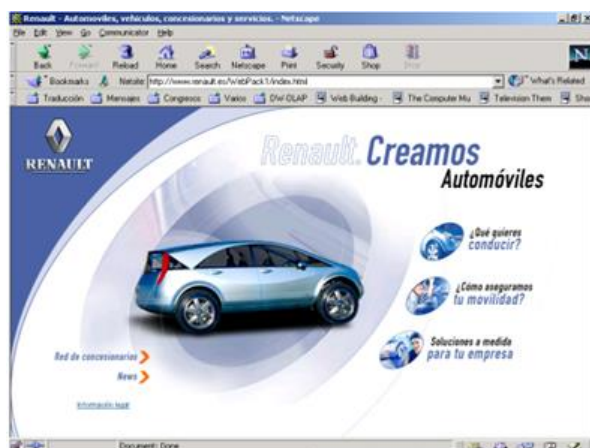 Renault - Automoviles, vehiculos, concesionarios y servicios. - Netscape
File Edit View Go Communicator Help
Back Forward Reload Home Search Netscape Print Security Shop Stop
Bookmarks Netsite: http://www.renault.es/WebPack1/index.html What's Related
Traducción Mensajes Congresos Varios DW OLAP Web Building - The Computer Mu Television Them
RENAULT
Renault. Creamos
Automóviles
¿Qué quieres
conducir?
¿Cómo aseguramos
tu movilidad?
Soluciones a medida
para tu empresa
Red de concesionarios
News
Información legal
Document: Done